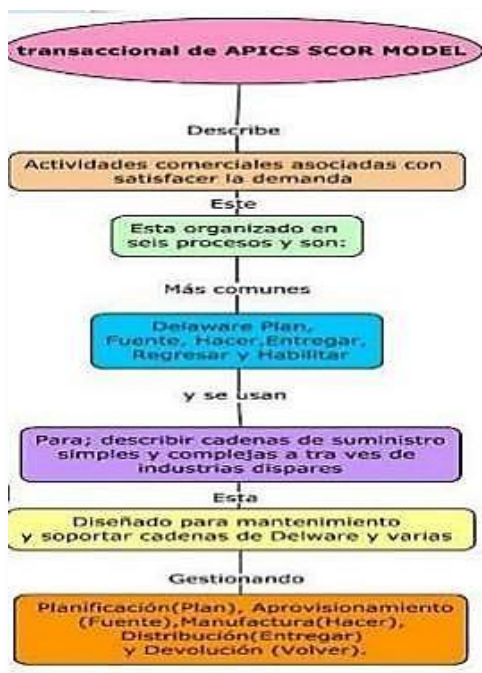 transaccional de APICS SCOR MODEL
Describe
Actividades comerciales asociadas con
satisfacer la demanda
Este
Esta organizado en
seis procesos y son:
Más comunes
Delaware Plan,
Fuente, Hacer,Entregar,
Regresar y Habilitar
y se usan
Para; describir cadenas de suministro
simples y complejas a tra ves de
industrias dispares
Esta
Diseñado para mantenimiento
y soportar cadenas de Delware y varias
Gestionando
Planificación(Plan), Aprovisionamiento
(Fuente),Manufactura(Hacer),
Distribución(Entregar)
y Devolución (Volver).